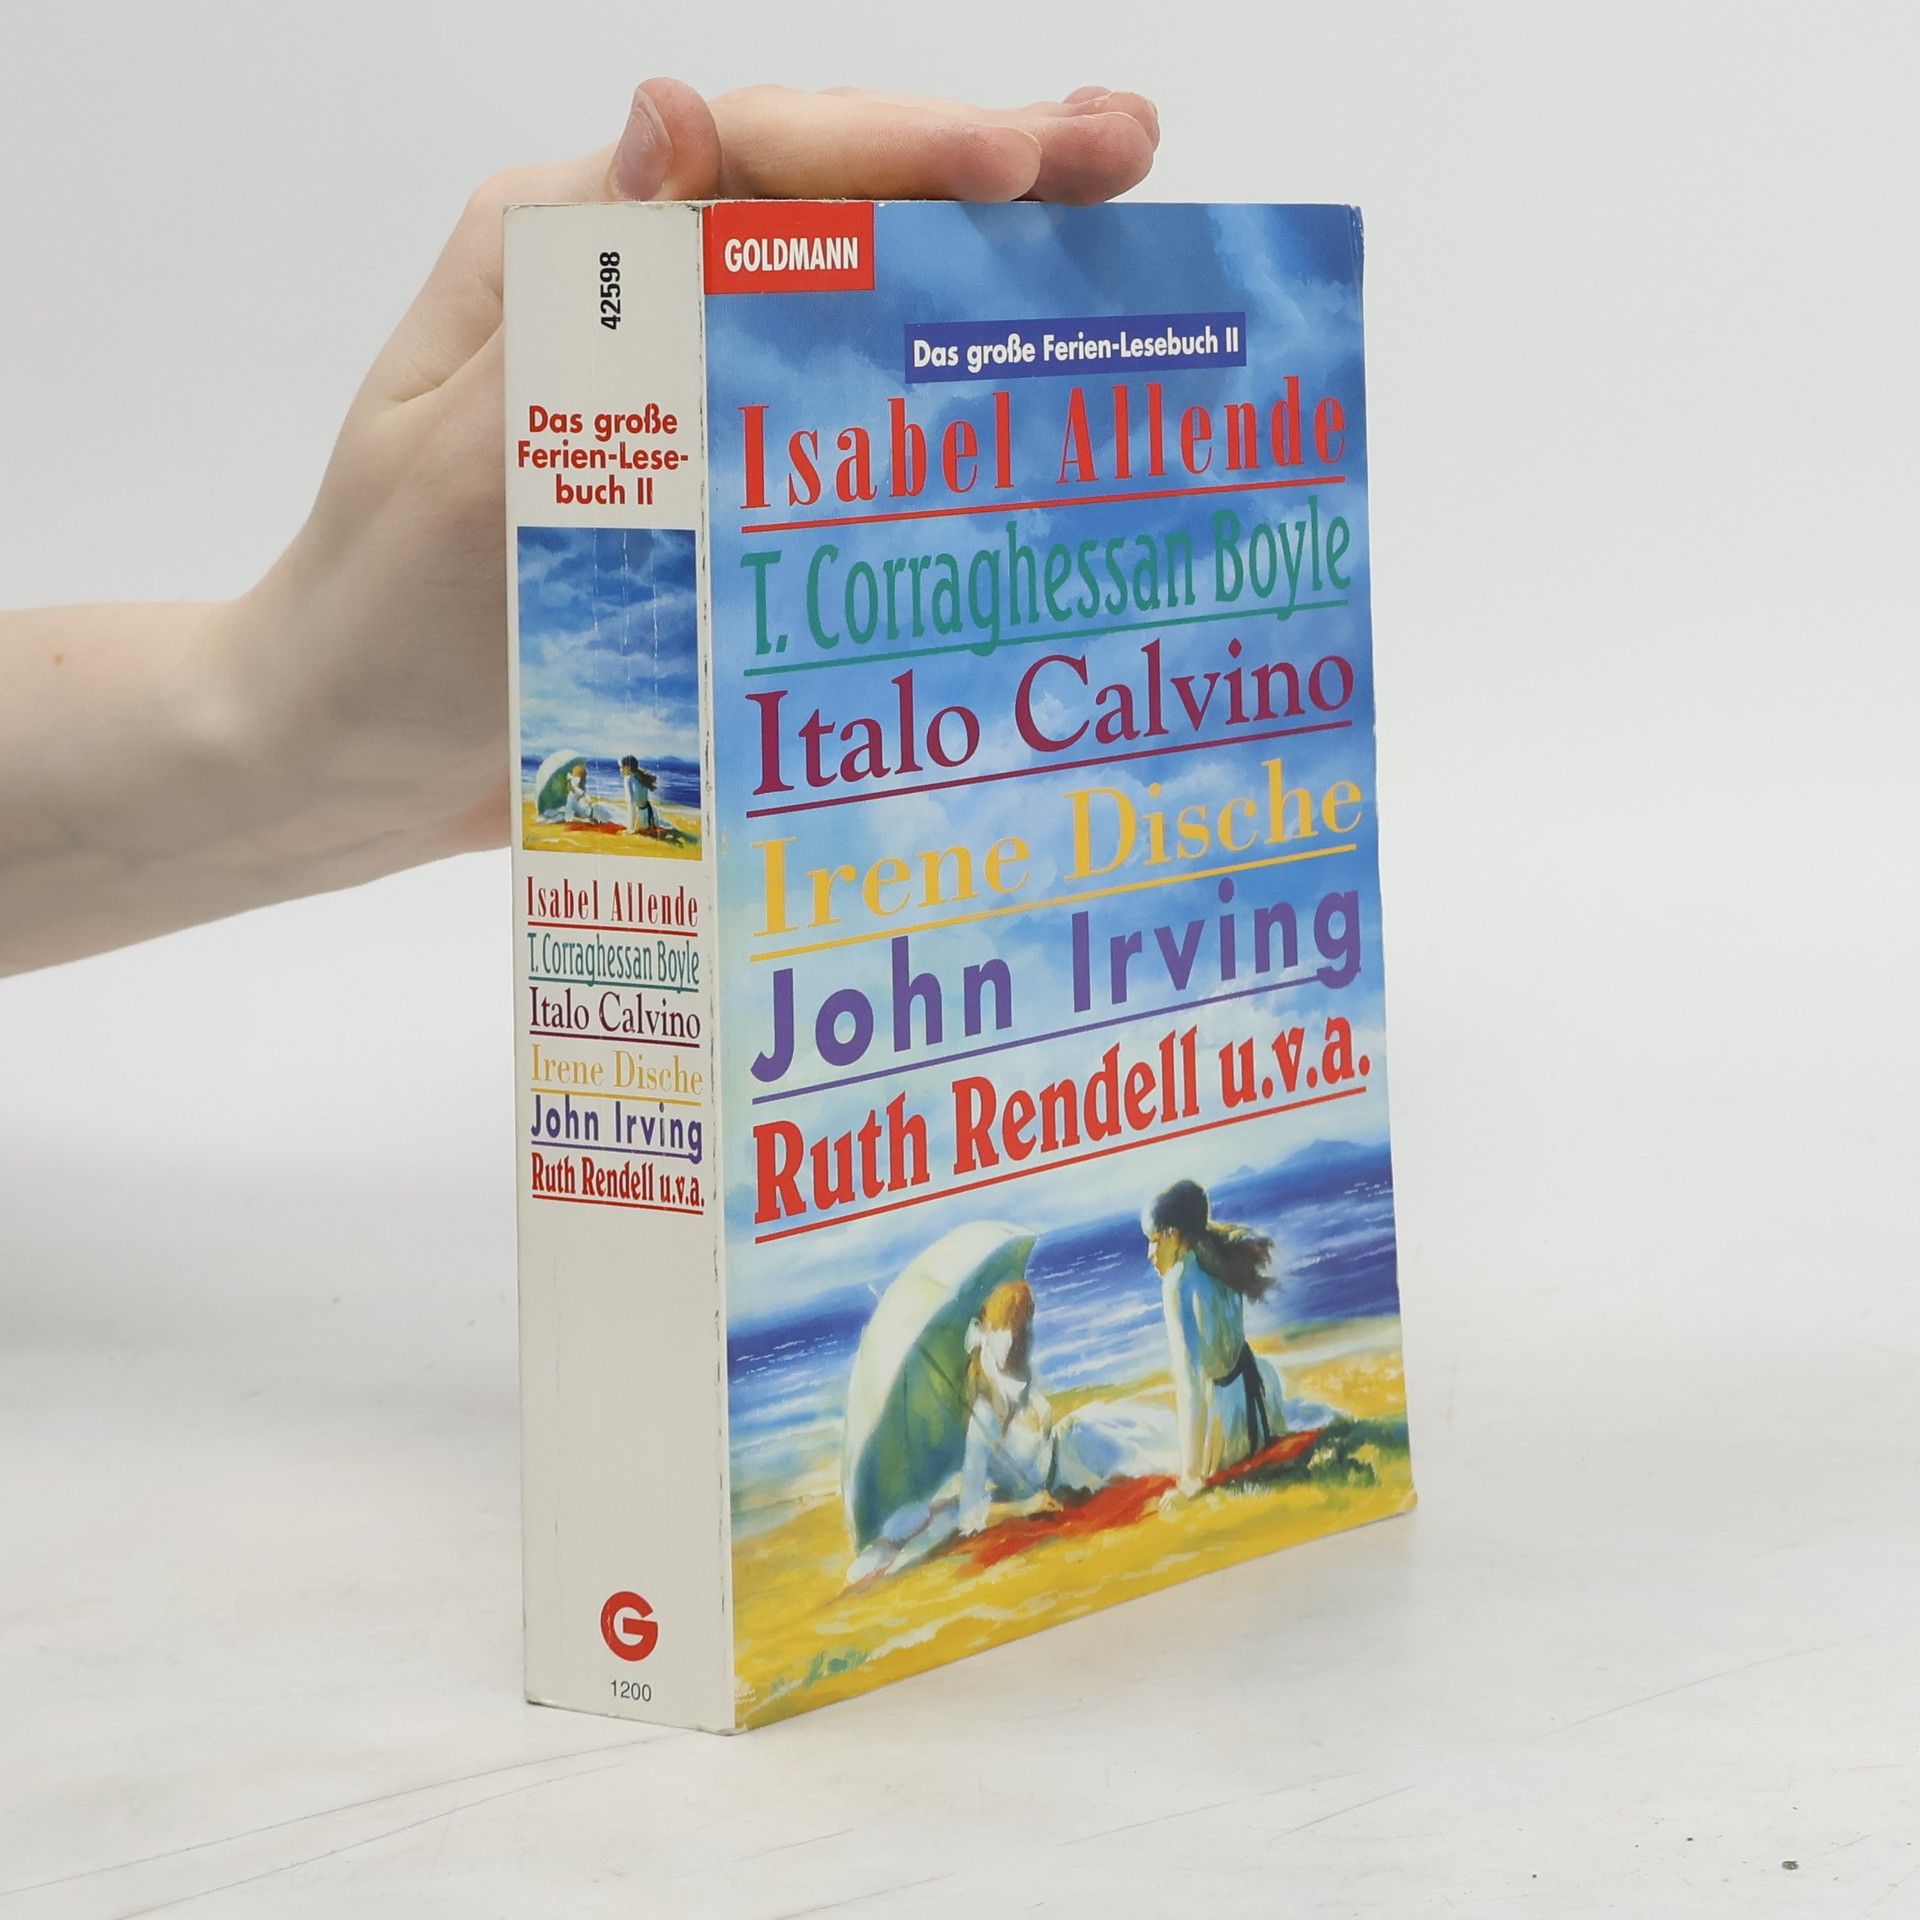 42598
Das große
Ferien-Lese-
buch II
Isabel Allende
T. Corraghessan Boyle
Italo Calvino
Irene Dische
John Irving
Ruth Rendell u.v.a.
G
1200
GOLDMANN
Das große Ferien-Lesebuch II
Isabel Allende
T. Corraghessan Boyle
Italo Calvino
Irene Dische
John Irving
Ruth Rendell u.v.a.